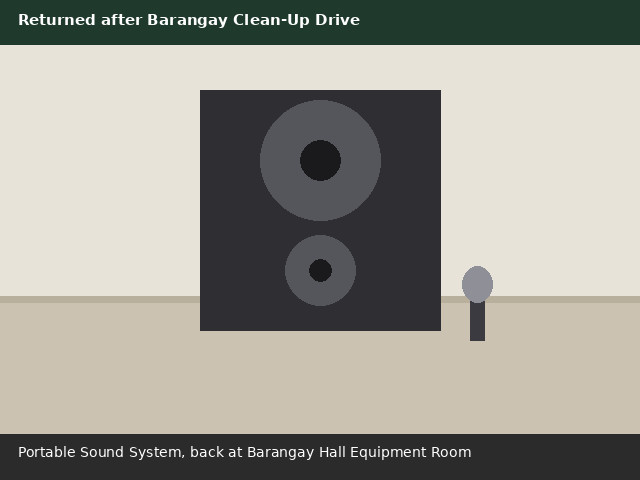 Returned after Barangay Clean-Up Drive
Portable Sound System, back at Barangay Hall Equipment Room